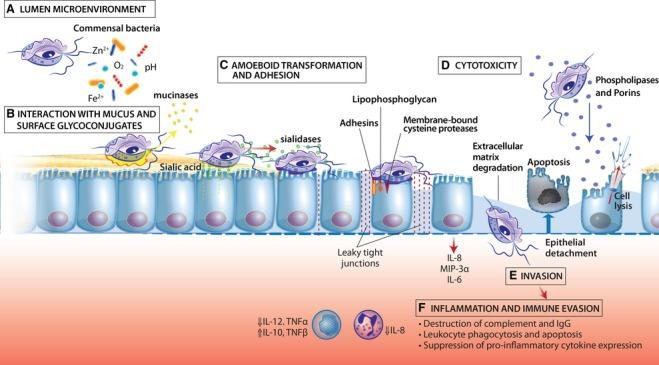 A LUMEN MICROENVIRONMENT
Commensal bacteria
Zn²⁺
O₂
pH
Fe²⁺
mucinases
B INTERACTION WITH MUCUS AND
SURFACE GLYCOCONJUGATES
Sialic acid
C AMOEBOID TRANSFORMATION
AND ADHESION
sialidases
Lipophosphoglycan
Adhesins
Membrane-bound
cysteine proteases
Leaky tight
junctions
D CYTOTOXICITY
Phospholipases
and Porins
Extracellular
matrix
degradation
Apoptosis
Cell
lysis
Epithelial
detachment
IL-8
MIP-3α
IL-6
E INVASION
F INFLAMMATION AND IMMUNE EVASION
• Destruction of complement and IgG
• Leukocyte phagocytosis and apoptosis
• Suppression of pro-inflammatory cytokine expression
⇓IL-12, TNFα
⇑IL-10, TNFβ
⇓IL-8